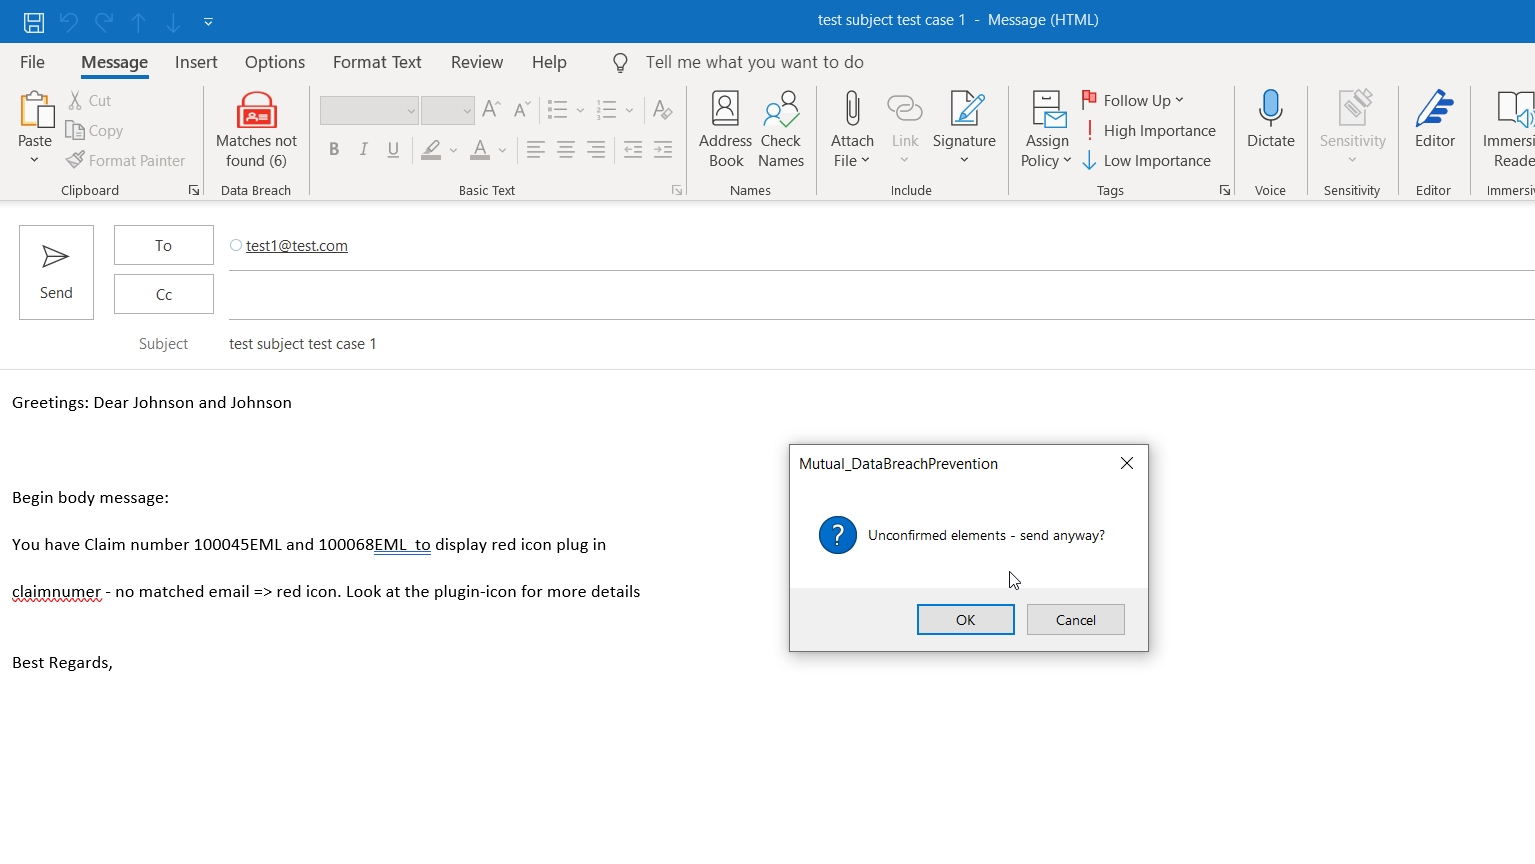 test subject test case 1 - Message (HTML)
File Message Insert Options Format Text Review Help Tell me what you want to do
Paste
Cut
Copy
Format Painter
Clipboard
Matches not
found (6)
Data Breach
B I U
A
Basic Text
Address
Book
Check
Names
Names
Attach
File
Link
Signature
Include
Assign
Policy
Follow Up
High Importance
Low Importance
Tags
Dictate
Voice
Sensitivity
Sensitivity
Editor
Editor
Immersi
Reade
Immersiv
Send
To
test1@test.com
Cc
Subject
test subject test case 1
Greetings: Dear Johnson and Johnson
Begin body message:
You have Claim number 100045EML and 100068EML  to display red icon plug in
claimnumer - no matched email => red icon. Look at the plugin-icon for more details
Best Regards,
Mutual_DataBreachPrevention
Unconfirmed elements - send anyway?
OK
Cancel